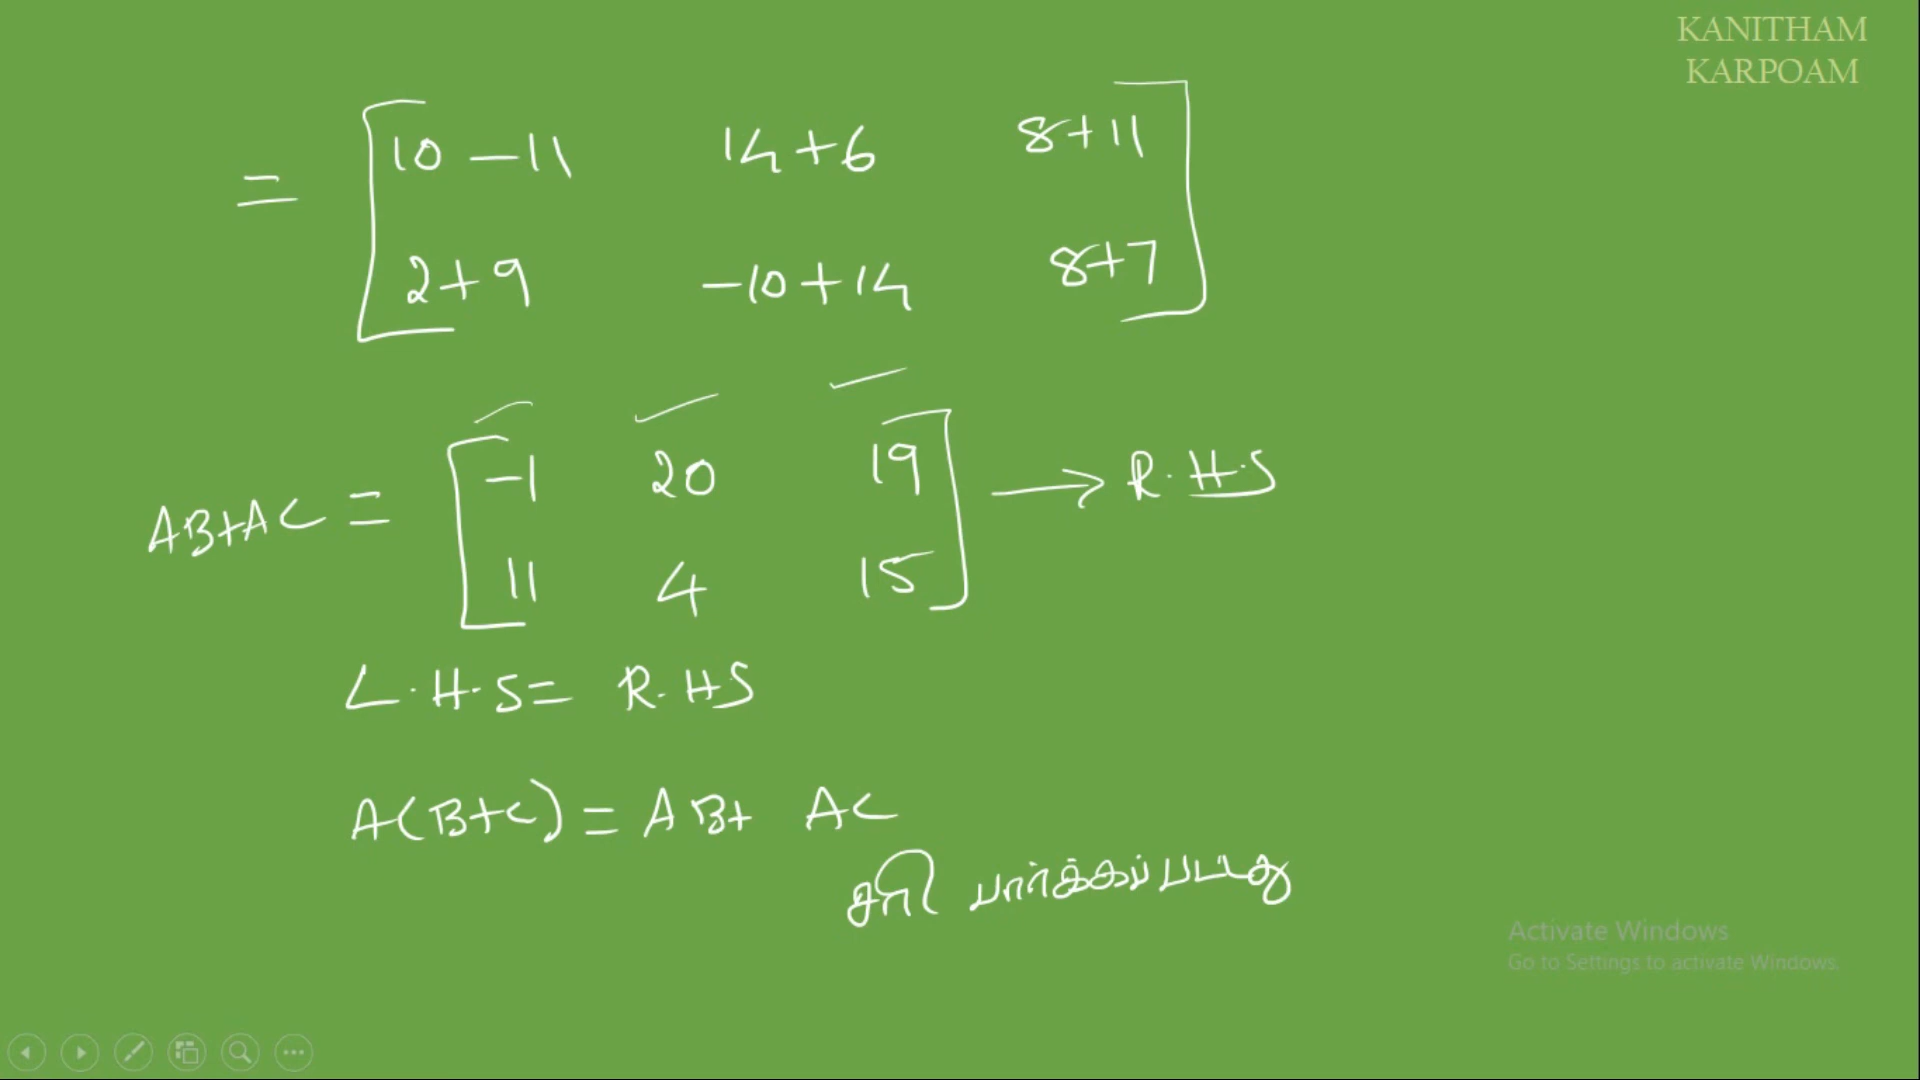 KANITHAM
KARPOAM
= [ 10 - 11 14 + 6 8 + 11
2 + 9 -10 + 14 8 + 7 ]
AB+AC = [ -1 20 19
11 4 15 ] → R.H.S
L.H.S = R.H.S
A(B+C) = AB+ AC
சரி பார்க்கப்பட்டது
Activate Windows
Go to Settings to activate Windows.